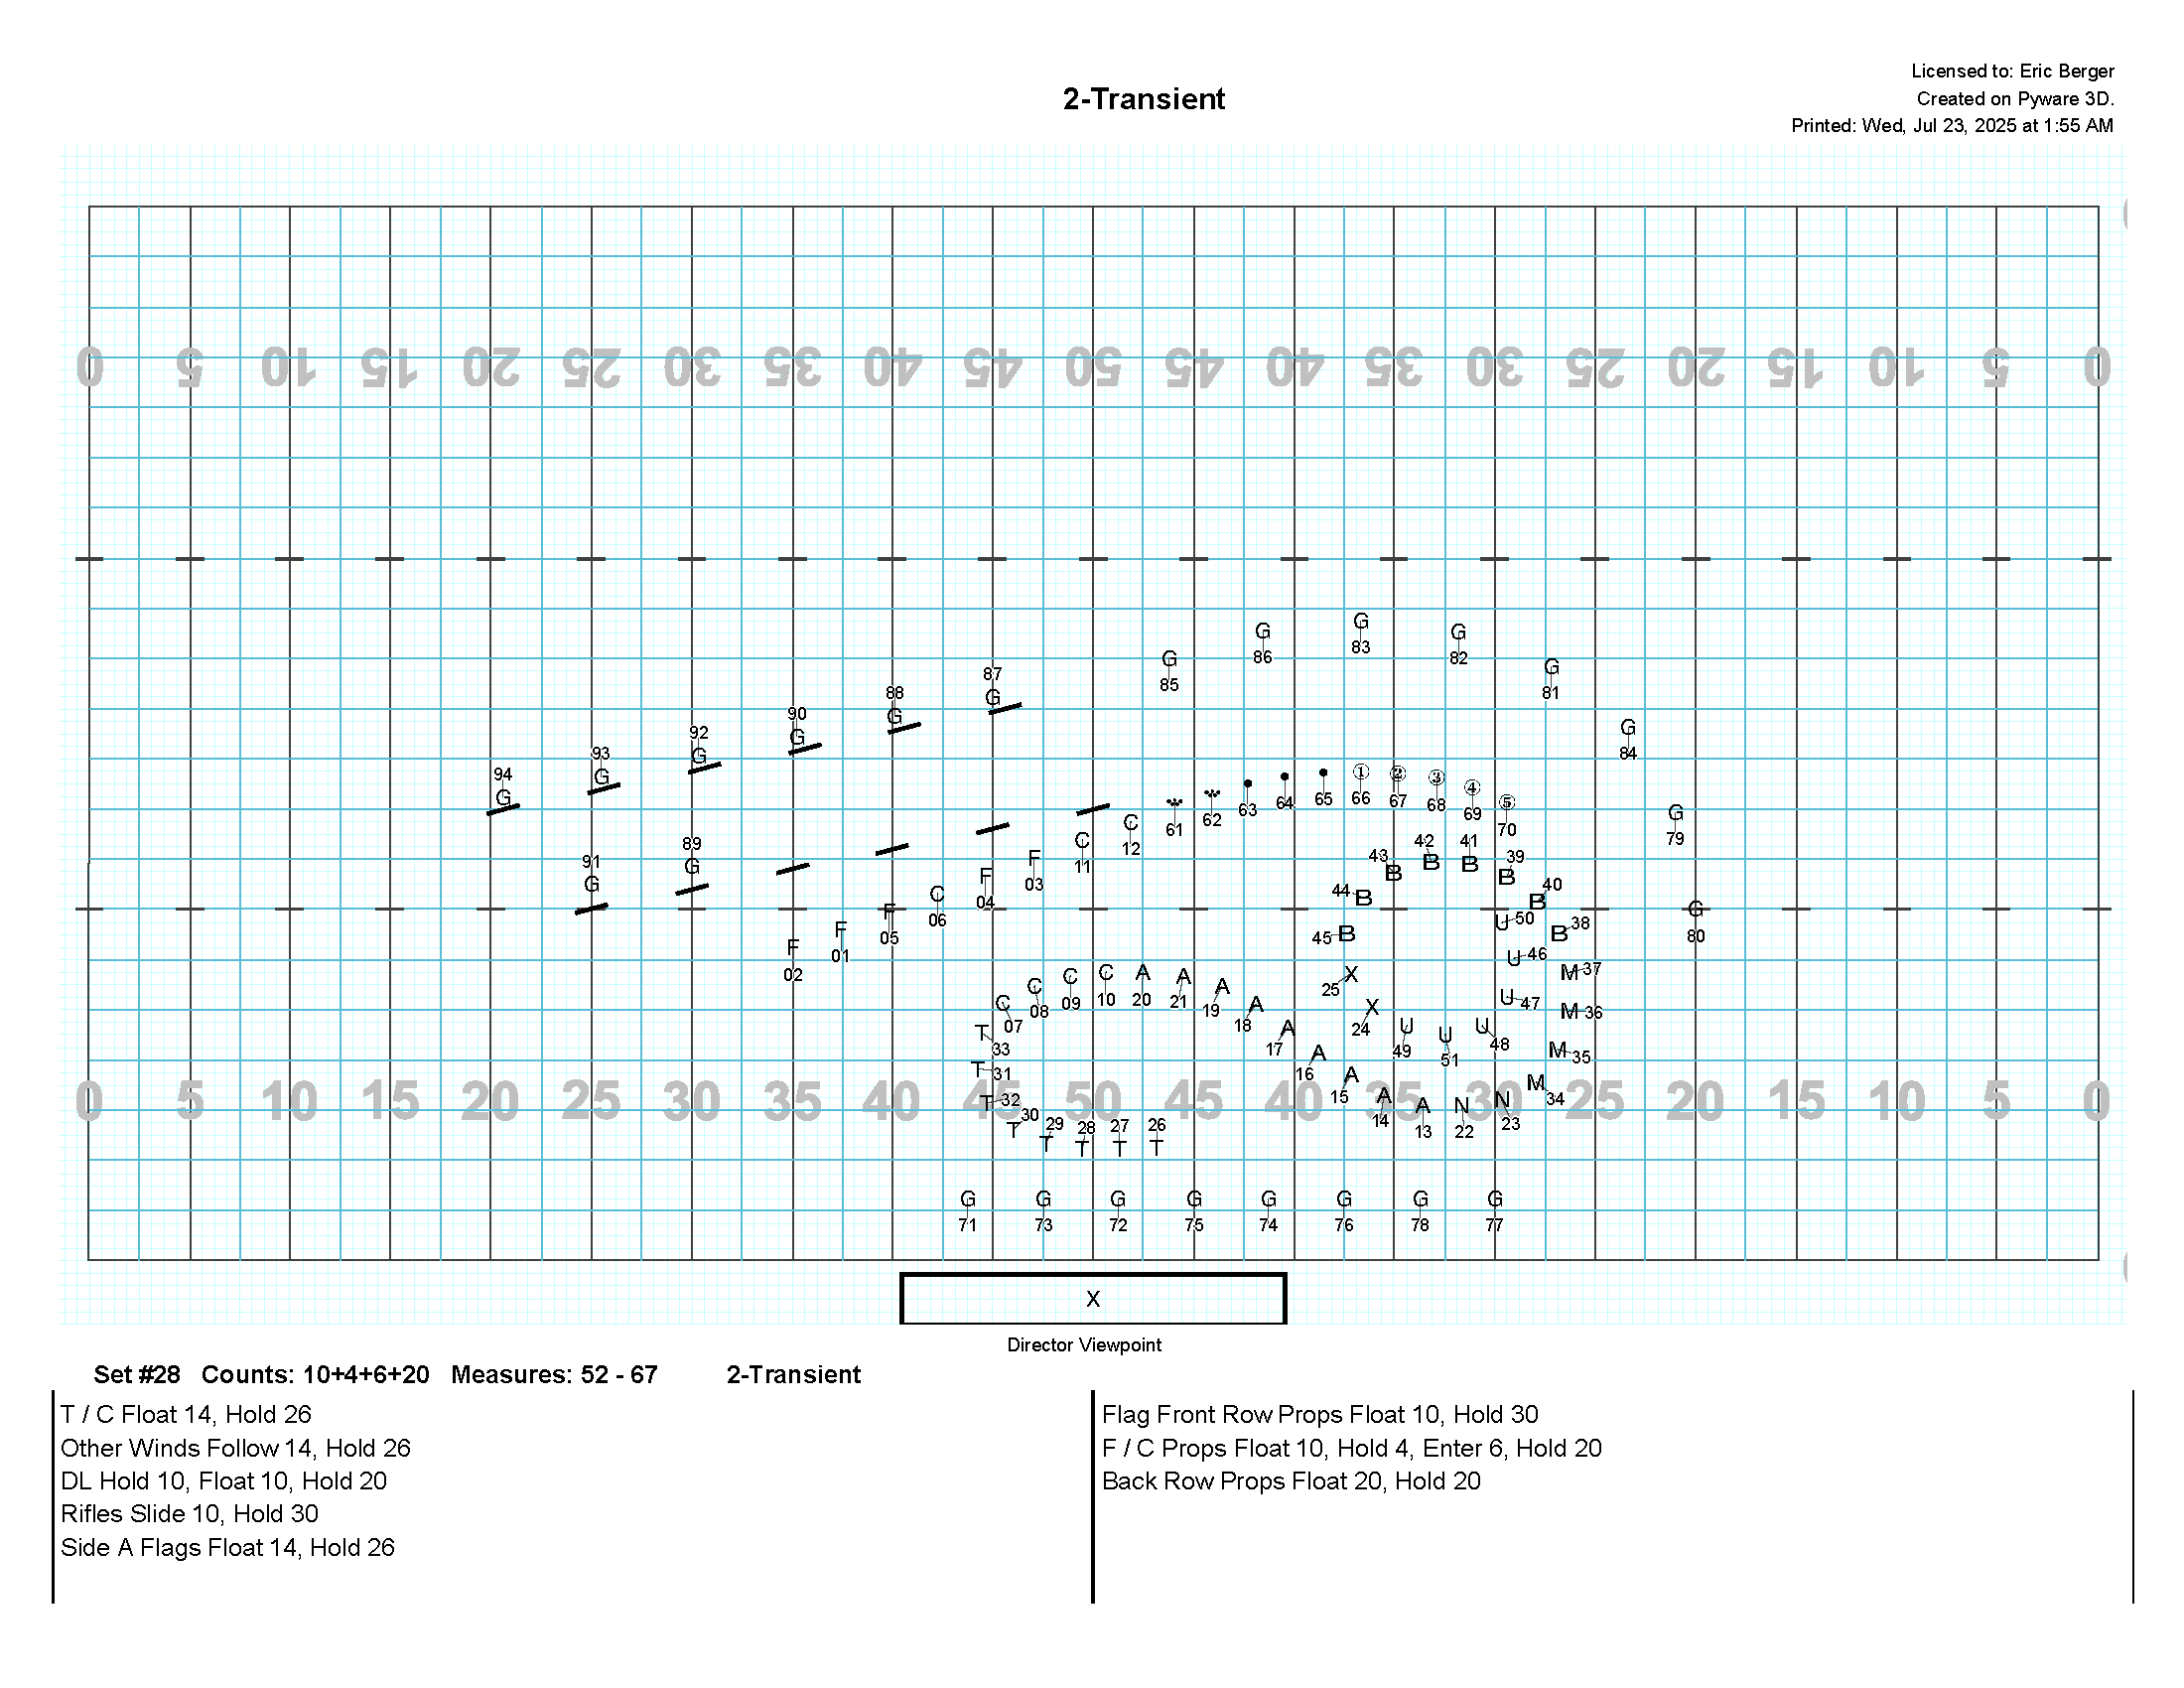 Licensed to: Eric Berger
2-Transient
Created on Pyware 3D.
Printed: Wed, Jul 23, 2025 at 1:55 AM
0 5 10 15 20 25 30 35 40 45 50 45 40 35 30 25 20 15 10 5 0
G G G G G
86 83 82 85 81
87
G
88
G
90
G
92
G
93
G
94
G
G
84
① ② ③ ④ ⑤
61 62 63 64 65 66 67 68 69 70
G
79
C C
11 12
F F F F F
03 04 05 01 02
C
06
89
G
91
G
42 41 43 39 44 40 45 38
B B B B B B B B
G
80
U U U U U U
50 46 47 49 51 48
M M M M
37 36 35 34
X X
25 24
C C C C
07 08 09 10
A A A A A A A A A
20 21 19 18 17 16 15 14 13
N N
22 23
T T T T T T T T
33 31 32 30 29 28 27 26
0 5 10 15 20 25 30 35 40 45 50 45 40 35 30 25 20 15 10 5 0
G G G G G G G G
71 73 72 75 74 76 78 77
X
Director Viewpoint
Set #28 Counts: 10+4+6+20 Measures: 52 - 67 2-Transient
T / C Float 14, Hold 26
Other Winds Follow 14, Hold 26
DL Hold 10, Float 10, Hold 20
Rifles Slide 10, Hold 30
Side A Flags Float 14, Hold 26
Flag Front Row Props Float 10, Hold 30
F / C Props Float 10, Hold 4, Enter 6, Hold 20
Back Row Props Float 20, Hold 20